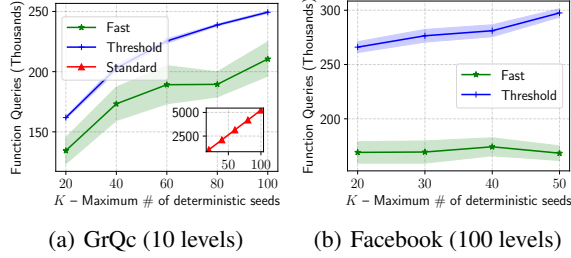 Function Queries (Thousands)
250
200
150
Fast
Threshold
Standard
5000
2500
50
100
20
40
60
80
100
K – Maximum # of deterministic seeds
(a) GrQc (10 levels)
Function Queries (Thousands)
300
200
Fast
Threshold
20
30
40
50
K – Maximum # of deterministic seeds
(b) Facebook (100 levels)